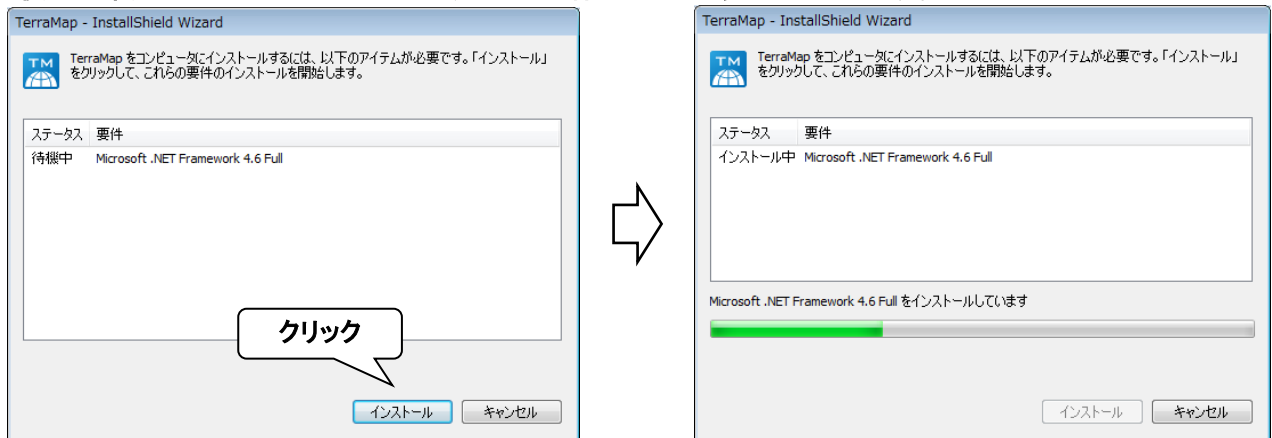 TerraMap - InstallShield Wizard
TM
TerraMap をコンピュータにインストールするには、以下のアイテムが必要です。「インストール」
をクリックして、これらの要件のインストールを開始します。
ステータス 要件
待機中 Microsoft .NET Framework 4.6 Full
クリック
インストール キャンセル
TerraMap - InstallShield Wizard
TM
TerraMap をコンピュータにインストールするには、以下のアイテムが必要です。「インストール」
をクリックして、これらの要件のインストールを開始します。
ステータス 要件
インストール中 Microsoft .NET Framework 4.6 Full
Microsoft .NET Framework 4.6 Full をインストールしています
インストール キャンセル